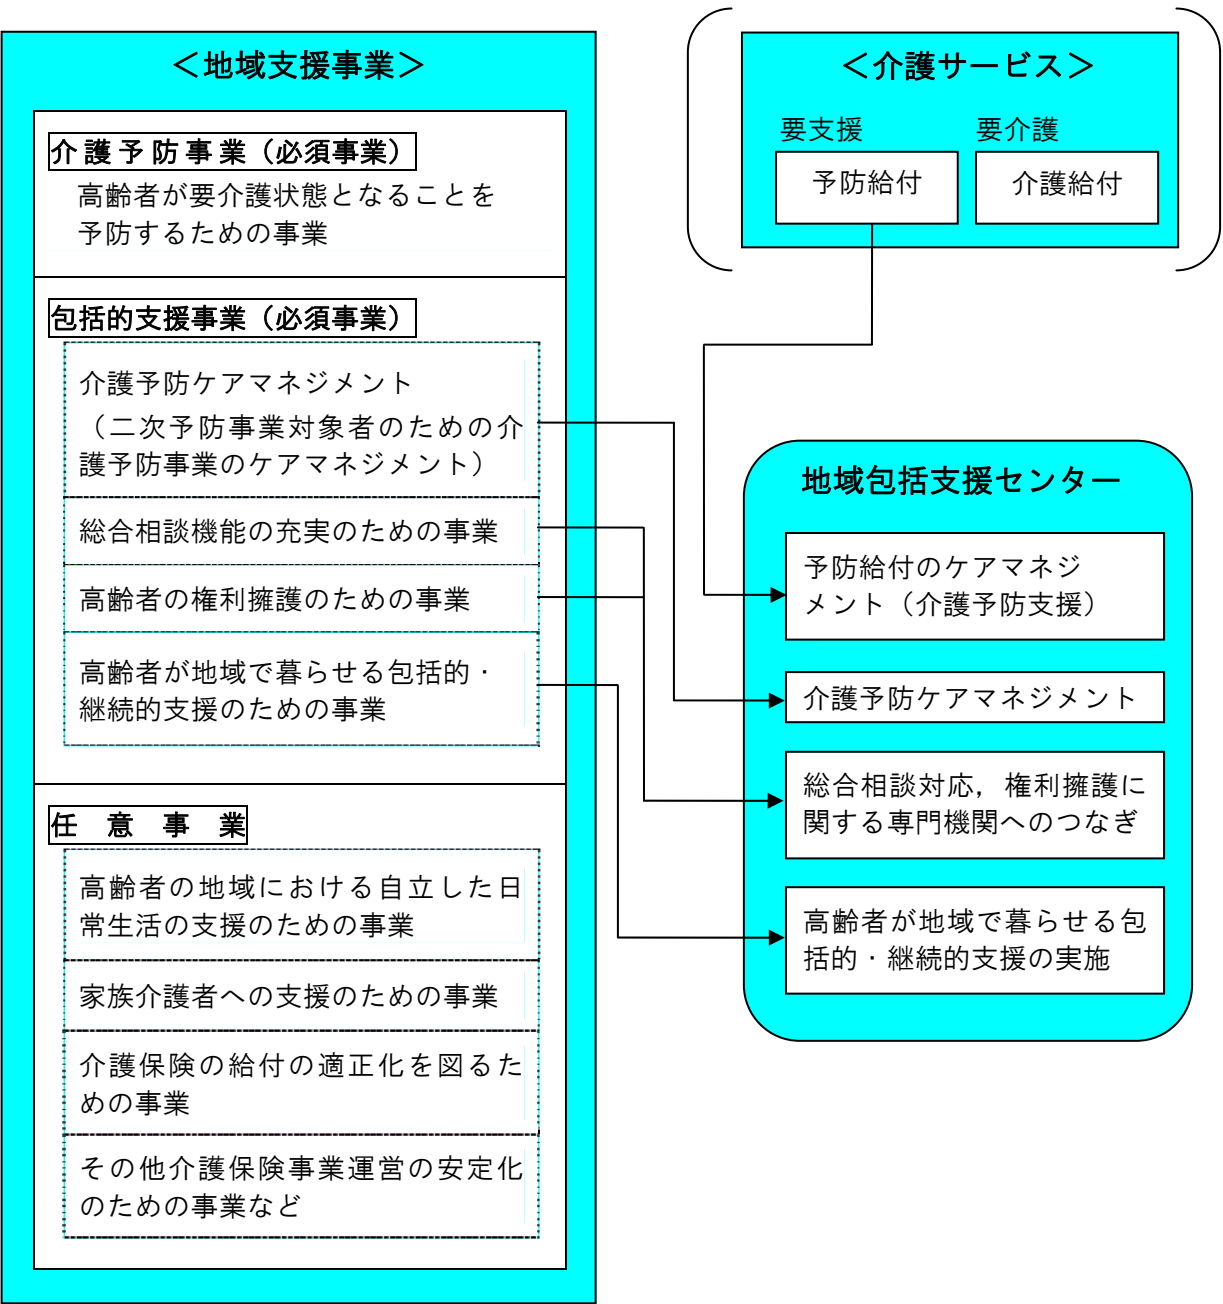 ＜地域支援事業＞
介護予防事業（必須事業）
高齢者が要介護状態となることを
予防するための事業
包括的支援事業（必須事業）
介護予防ケアマネジメント
（二次予防事業対象者のための介
護予防事業のケアマネジメント）
総合相談機能の充実のための事業
高齢者の権利擁護のための事業
高齢者が地域で暮らせる包括的・
継続的支援のための事業
任意事業
高齢者の地域における自立した日
常生活の支援のための事業
家族介護者への支援のための事業
介護保険の給付の適正化を図るた
めの事業
その他介護保険事業運営の安定化
のための事業など
＜介護サービス＞
要支援
要介護
予防給付
介護給付
地域包括支援センター
予防給付のケアマネジ
メント（介護予防支援）
介護予防ケアマネジメント
総合相談対応，権利擁護に
関する専門機関へのつなぎ
高齢者が地域で暮らせる包
括的・継続的支援の実施